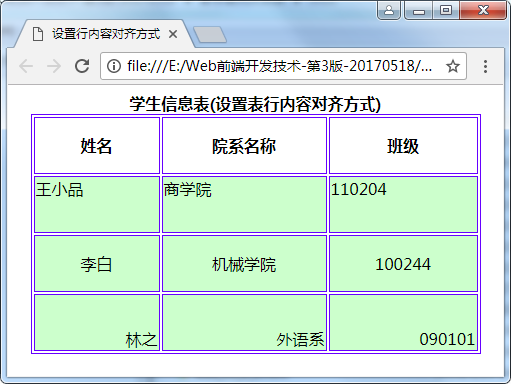 设置行内容对齐方式
file:///E:/Web前端开发技术-第3版-20170518/...
学生信息表(设置表行内容对齐方式)
姓名 院系名称 班级
王小品 商学院 110204
李白 机械学院 100244
林之 外语系 090101